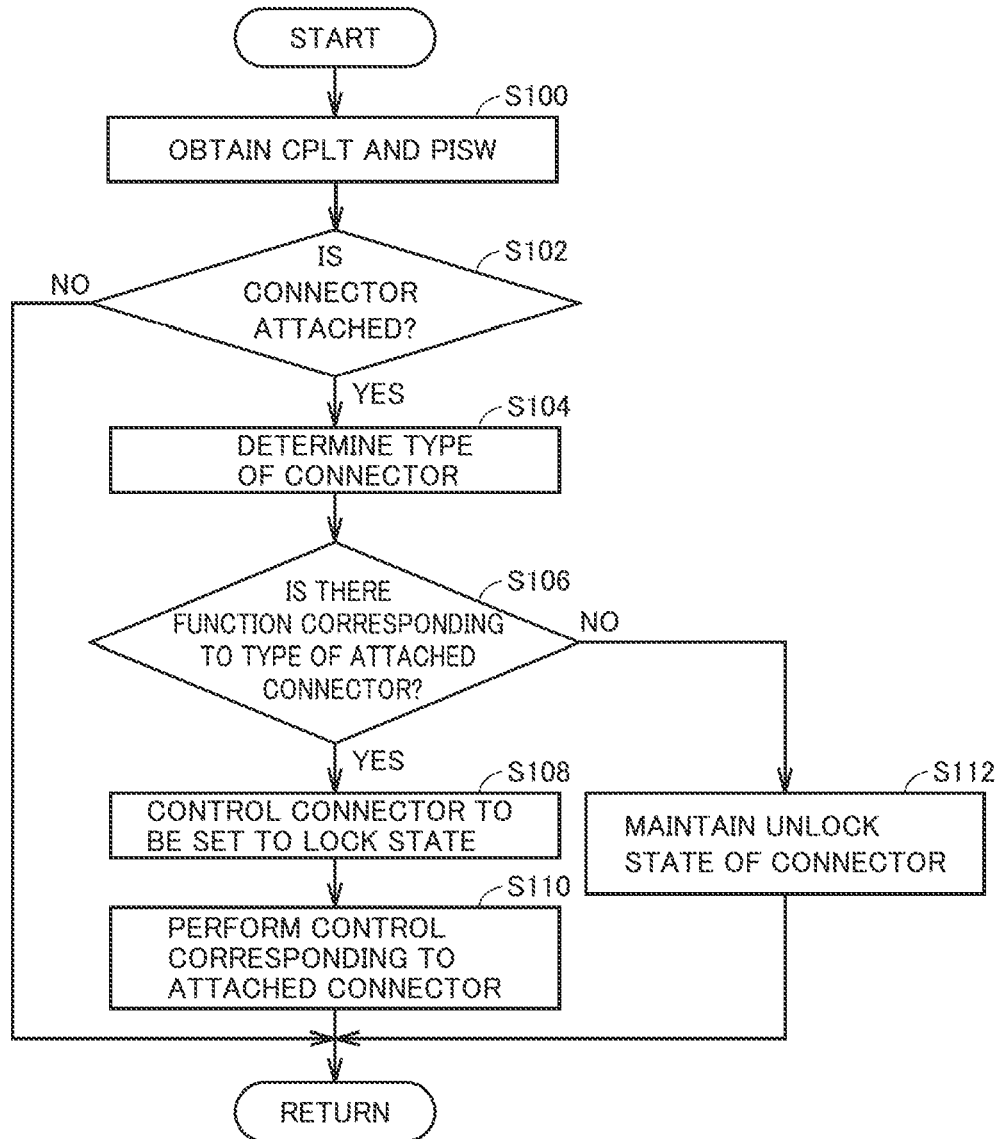 START
S100
OBTAIN CPLT AND PISW
S102
IS
CONNECTOR
ATTACHED?
NO
YES
S104
DETERMINE TYPE
OF CONNECTOR
S106
IS THERE
FUNCTION CORRESPONDING
TO TYPE OF ATTACHED
CONNECTOR?
NO
YES
S108
CONTROL CONNECTOR TO
BE SET TO LOCK STATE
S112
MAINTAIN UNLOCK
STATE OF CONNECTOR
S110
PERFORM CONTROL
CORRESPONDING TO
ATTACHED CONNECTOR
RETURN